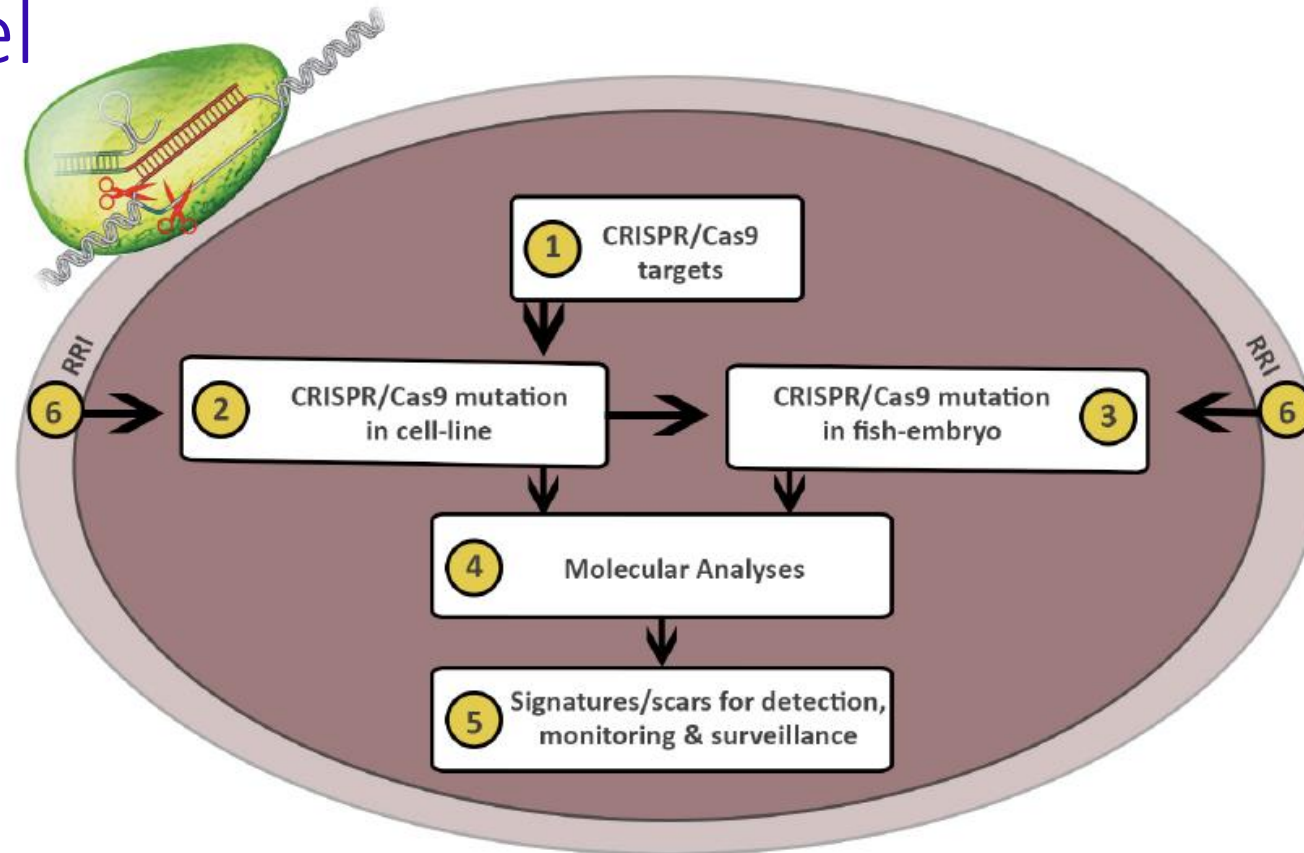 el
1 CRISPR/Cas9
targets
RRI
RRI
6
2 CRISPR/Cas9 mutation
in cell-line
CRISPR/Cas9 mutation
in fish-embryo
3
6
4 Molecular Analyses
5 Signatures/scars for detection,
monitoring & surveillance